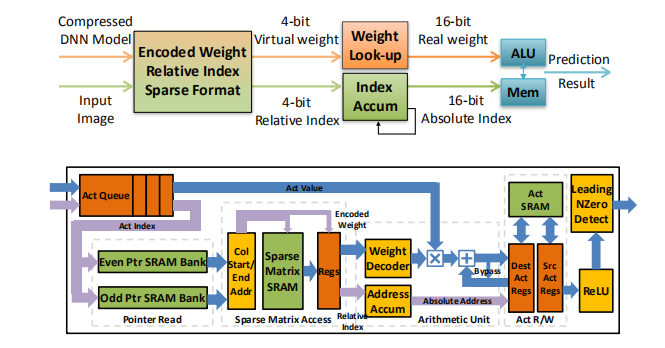 Compressed
DNN Model
Input
Image
Encoded Weight
Relative Index
Sparse Format
4-bit
Virtual weight
4-bit
Relative Index
Weight
Look-up
Index
Accum
16-bit
Real weight
16-bit
Absolute Index
ALU
Mem
Prediction
Result
Act Queue
Act Value
Act Index
Even Ptr SRAM Bank
Odd Ptr SRAM Bank
Pointer Read
Col
Start/
End
Addr
Sparse
Matrix
SRAM
Regs
Sparse Matrix Access
Encoded
Weight
Relative
Index
Weight
Decoder
Address
Accum
Bypass
Absolute Address
Arithmetic Unit
Act
SRAM
Dest
Act
Regs
Src
Act
Regs
Act R/W
Leading
NZero
Detect
ReLU